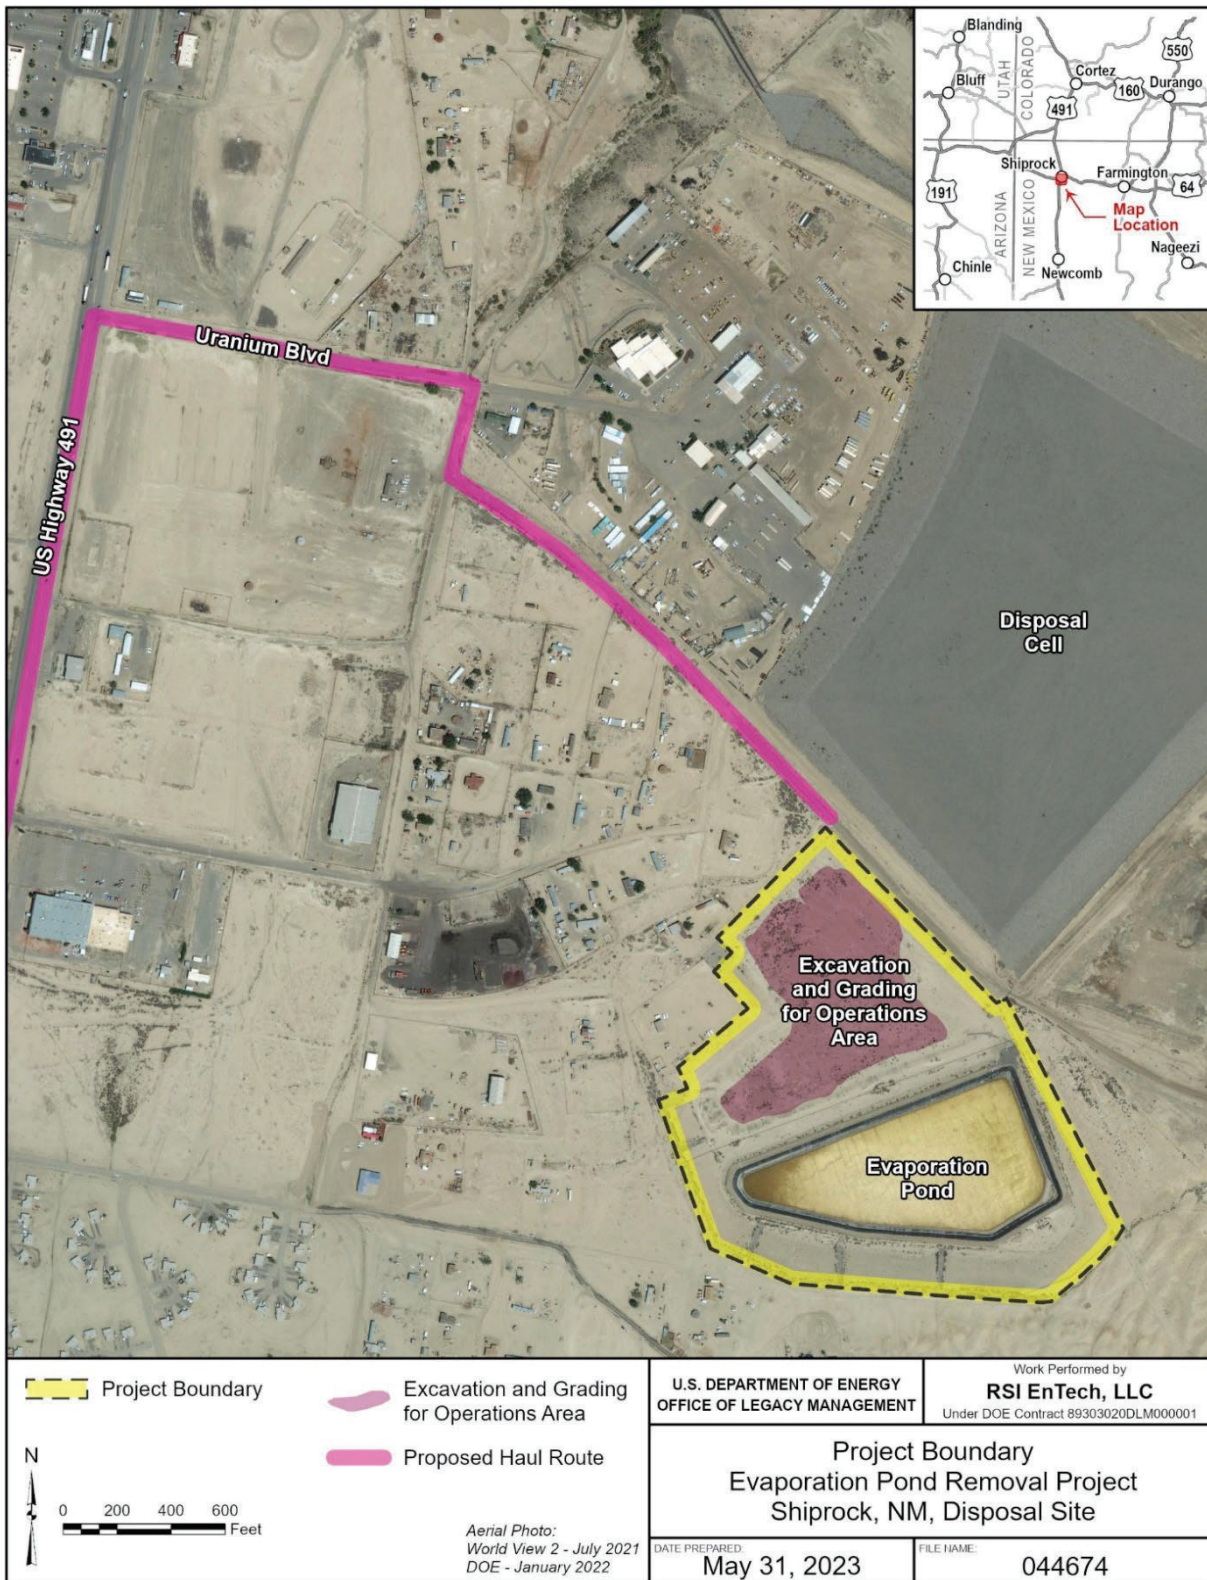 Blanding
550
UTAH
COLORADO
Cortez
Bluff
160
Durango
491
Shiprock
Farmington
191
64
ARIZONA
NEW MEXICO
Map
Location
Nageezi
Chinle
Newcomb
Uranium Blvd
US Highway 491
Disposal
Cell
Excavation
and Grading
for Operations
Area
Evaporation
Pond
Project Boundary
Excavation and Grading
for Operations Area
Proposed Haul Route
N
0 200 400 600
Feet
Aerial Photo:
World View 2 - July 2021
DOE - January 2022
U.S. DEPARTMENT OF ENERGY
OFFICE OF LEGACY MANAGEMENT
Work Performed by
RSI EnTech, LLC
Under DOE Contract 89303020DLM000001
Project Boundary
Evaporation Pond Removal Project
Shiprock, NM, Disposal Site
DATE PREPARED:
May 31, 2023
FILE NAME:
044674